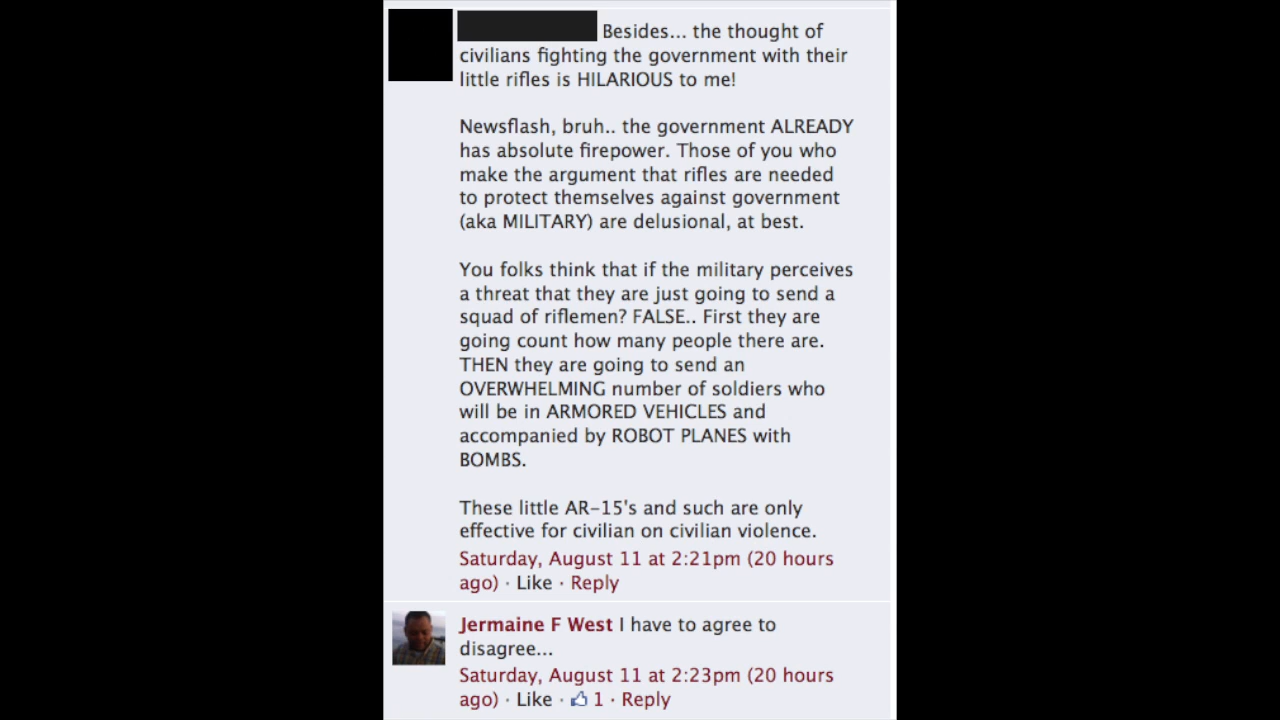 Besides... the thought of
civilians fighting the government with their
little rifles is HILARIOUS to me!
Newsflash, bruh.. the government ALREADY
has absolute firepower. Those of you who
make the argument that rifles are needed
to protect themselves against government
(aka MILITARY) are delusional, at best.
You folks think that if the military perceives
a threat that they are just going to send a
squad of riflemen? FALSE.. First they are
going count how many people there are.
THEN they are going to send an
OVERWHELMING number of soldiers who
will be in ARMORED VEHICLES and
accompanied by ROBOT PLANES with
BOMBS.
These little AR-15's and such are only
effective for civilian on civilian violence.
Saturday, August 11 at 2:21pm (20 hours
ago) · Like · Reply
Jermaine F West I have to agree to
disagree...
Saturday, August 11 at 2:23pm (20 hours
ago) · Like · 1 · Reply